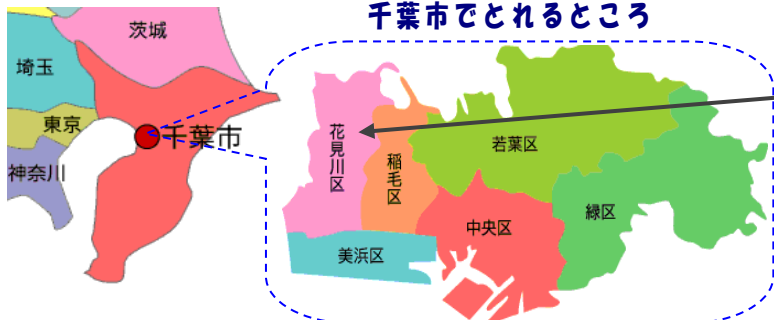 千葉市でとれるところ
茨城
埼玉
東京
千葉市
神奈川
花見川区
稲毛区
若葉区
緑区
中央区
美浜区